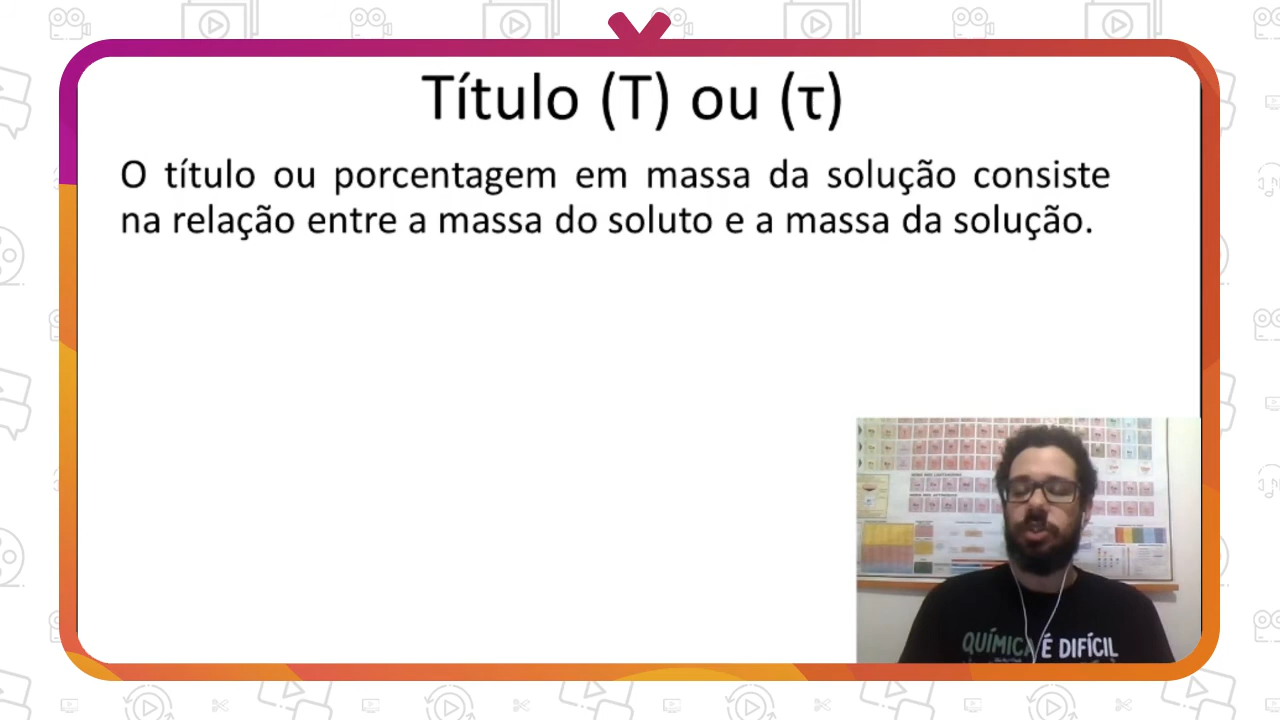 Título (T) ou (τ)
O título ou porcentagem em massa da solução consiste
na relação entre a massa do soluto e a massa da solução.
QUÍMICA É DIFÍCIL